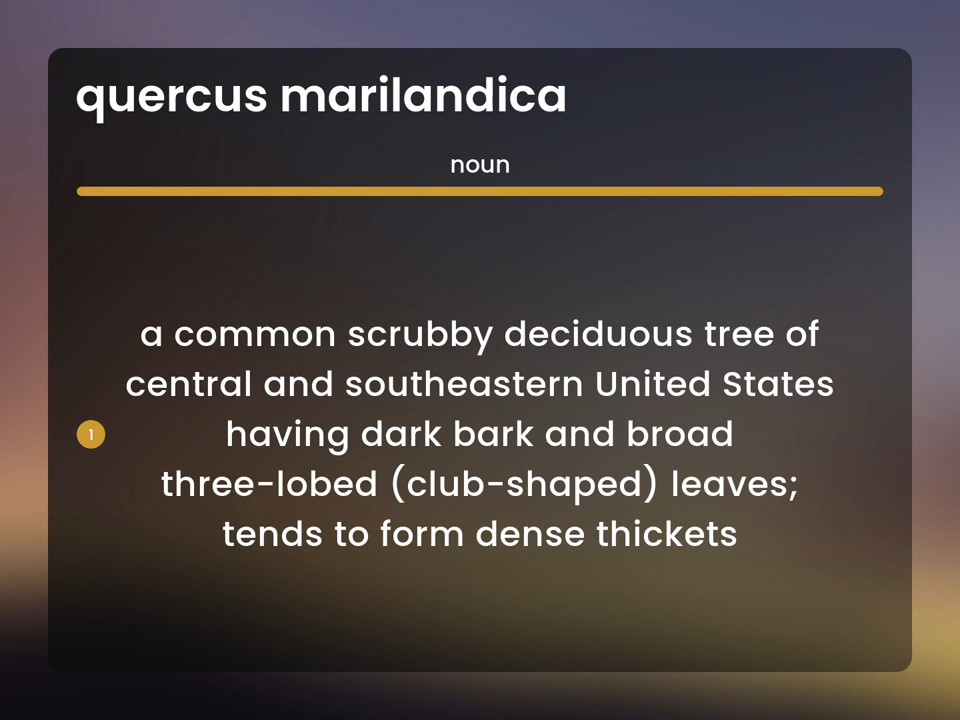 quercus marilandica
noun
a common scrubby deciduous tree of
central and southeastern United States
1
having dark bark and broad
three-lobed (club-shaped) leaves;
tends to form dense thickets